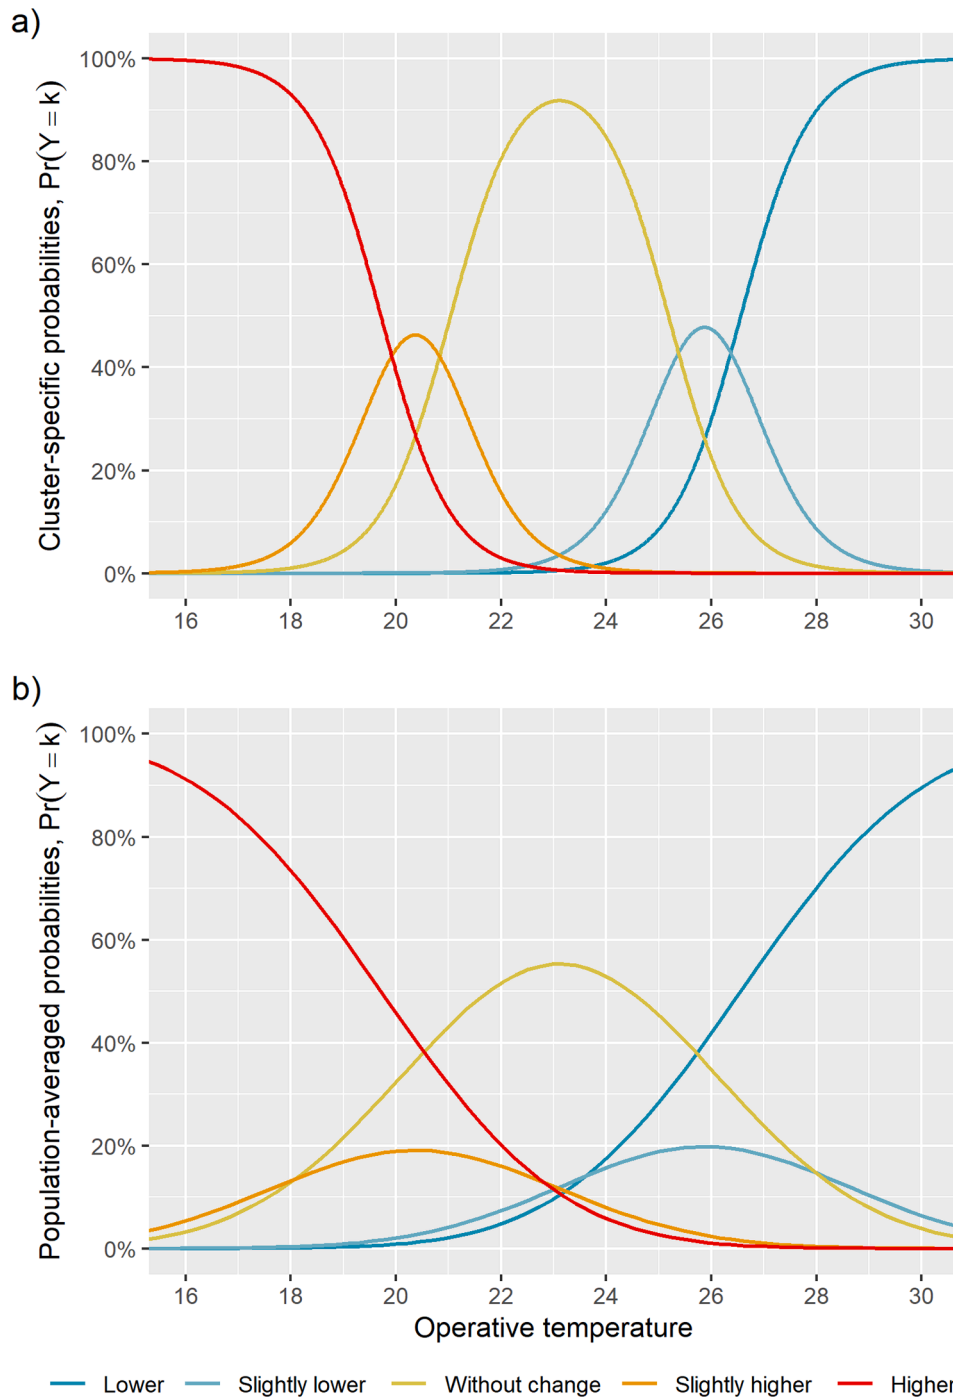 a)
Cluster-specific probabilities, Pr(Y = k)
100%
80%
60%
40%
20%
0%
16 18 20 22 24 26 28 30
b)
Population-averaged probabilities, Pr(Y = k)
100%
80%
60%
40%
20%
0%
16 18 20 22 24 26 28 30
Operative temperature
Lower Slightly lower Without change Slightly higher Higher